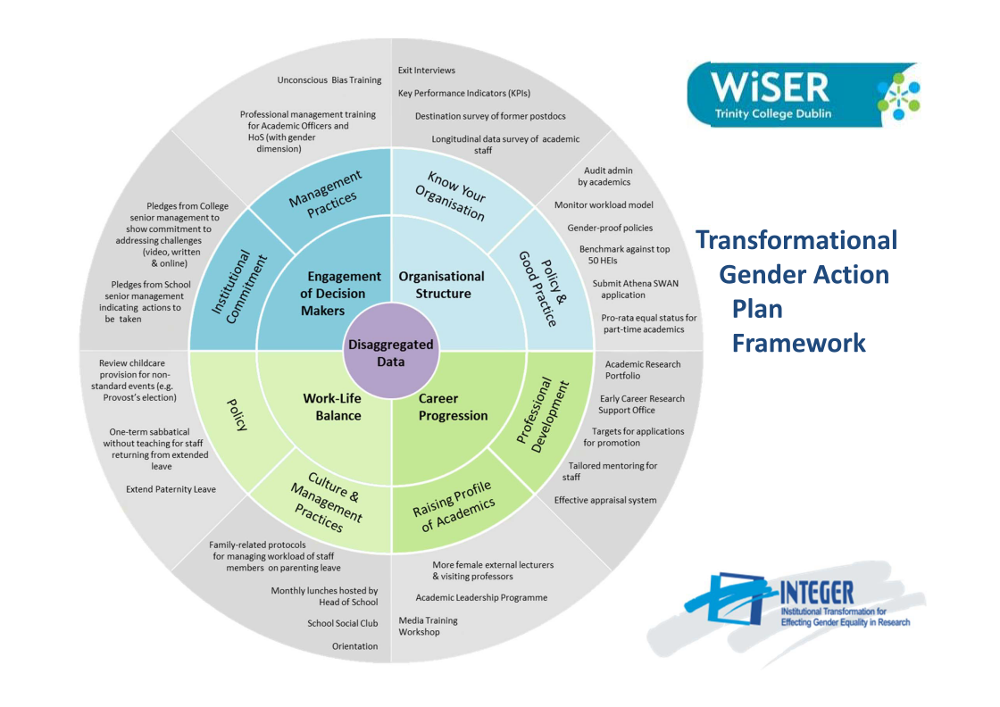 WiSER
Trinity College Dublin
Transformational
Gender Action
Plan
Framework
Disaggregated
Data
Engagement
of Decision
Makers
Organisational
Structure
Work-Life
Balance
Career
Progression
Management
Practices
Know Your
Organisation
Policy &
Good Practice
Professional
Development
Raising Profile
of Academics
Culture &
Management
Practices
Policy
Institutional
Commitment
Unconscious Bias Training
Professional management training
for Academic Officers and
HoS (with gender
dimension)
Exit Interviews
Key Performance Indicators (KPIs)
Destination survey of former postdocs
Longitudinal data survey of academic
staff
Audit admin
by academics
Monitor workload model
Gender-proof policies
Benchmark against top
50 HEIs
Submit Athena SWAN
application
Pro-rata equal status for
part-time academics
Academic Research
Portfolio
Early Career Research
Support Office
Targets for applications
for promotion
Tailored mentoring for
staff
Effective appraisal system
More female external lecturers
& visiting professors
Academic Leadership Programme
Media Training
Workshop
Family-related protocols
for managing workload of staff
members on parenting leave
Monthly lunches hosted by
Head of School
School Social Club
Orientation
Review childcare
provision for non-
standard events (e.g.
Provost's election)
One-term sabbatical
without teaching for staff
returning from extended
leave
Extend Paternity Leave
Pledges from College
senior management to
show commitment to
addressing challenges
(video, written
& online)
Pledges from School
senior management
indicating actions to
be taken
INTEGER
INstitutional Transformation for
Effecting Gender Equality in Research